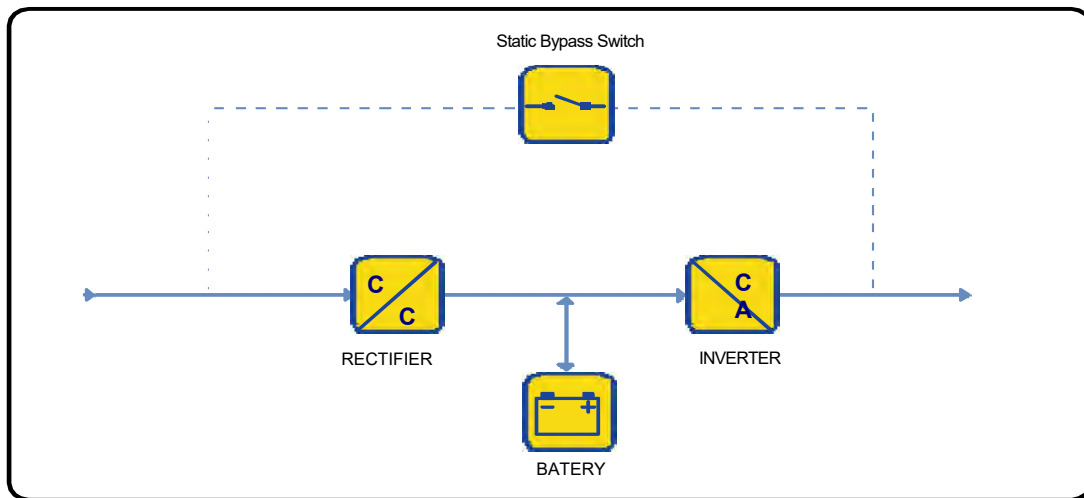 Static Bypass Switch
C
C
C
A
RECTIFIER
INVERTER
BATERY